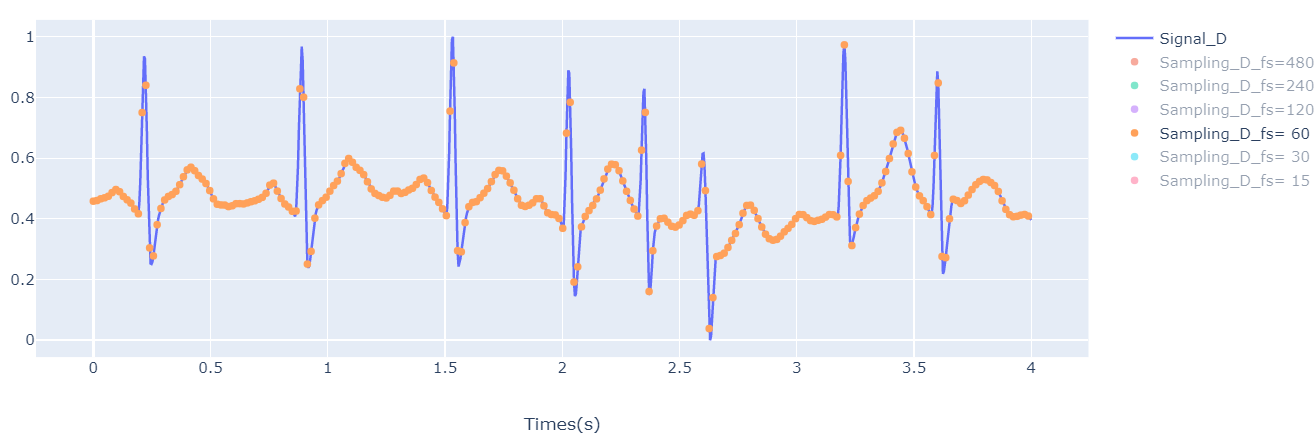 1
0.8
0.6
0.4
0.2
0
0 0.5 1 1.5 2 2.5 3 3.5 4
Times(s)
Signal_D
Sampling_D_fs=480
Sampling_D_fs=240
Sampling_D_fs=120
Sampling_D_fs= 60
Sampling_D_fs= 30
Sampling_D_fs= 15